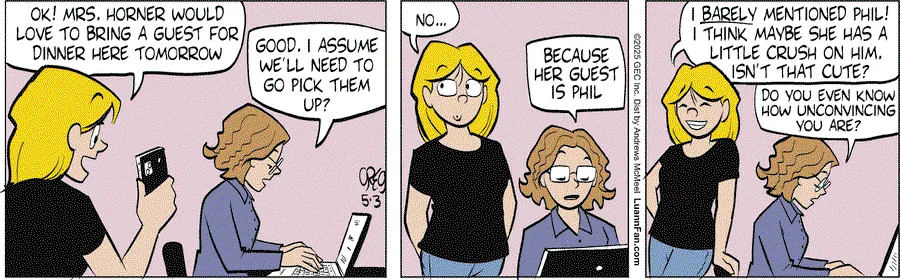 OK! MRS. HORNER WOULD
LOVE TO BRING A GUEST FOR
DINNER HERE TOMORROW
GOOD. I ASSUME
WE'LL NEED TO
GO PICK THEM
UP?
GREG
5·3
NO...
BECAUSE
HER GUEST
IS PHIL
©2025 GEC Inc. Dist by Andrews McMeel LuannFan.com
I BARELY MENTIONED PHIL!
I THINK MAYBE SHE HAS A
LITTLE CRUSH ON HIM.
ISN'T THAT CUTE?
DO YOU EVEN KNOW
HOW UNCONVINCING
YOU ARE?